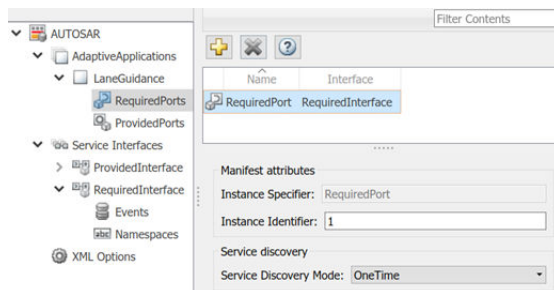 Filter Contents
AUTOSAR
AdaptiveApplications
LaneGuidance
RequiredPorts
ProvidedPorts
Service Interfaces
ProvidedInterface
RequiredInterface
Events
abc Namespaces
XML Options
Name Interface
RequiredPort RequiredInterface
Manifest attributes
Instance Specifier: RequiredPort
Instance Identifier: 1
Service discovery
Service Discovery Mode: OneTime